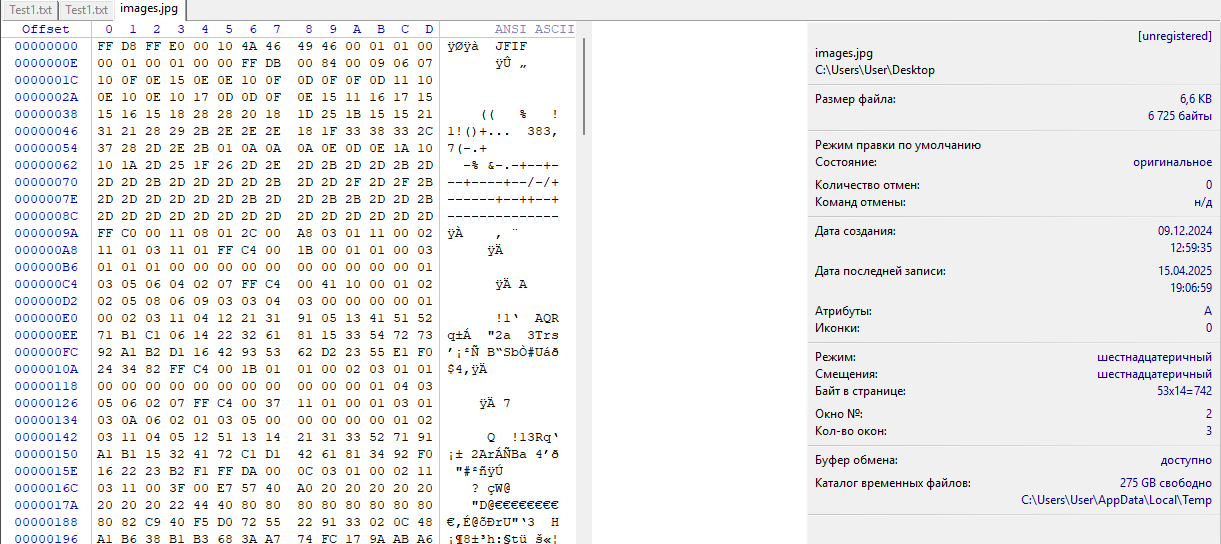 Test1.txt Test1.txt images.jpg
Offset 0 1 2 3 4 5 6 7 8 9 A B C D ANSI ASCII
00000000 FF D8 FF E0 00 10 4A 46 49 46 00 01 01 00 ÿØÿà JFIF
0000000E 00 01 00 01 00 00 FF DB 00 84 00 09 06 07 ÿÛ „
0000001C 10 0F 0E 15 0E 0E 10 0F 0D 0F 0F 0D 11 10
0000002A 0E 10 0E 10 17 0D 0D 0F 0E 15 11 16 17 15
00000038 15 16 15 18 28 28 20 18 1D 25 1B 15 15 21 (( % !
00000046 31 21 28 29 2B 2E 2E 2E 18 1F 33 38 33 2C 1!()+... 383,
00000054 37 28 2D 2E 2B 01 0A 0A 0A 0E 0D 0E 1A 10 7(-.+
00000062 10 1A 2D 25 1F 26 2D 2E 2D 2B 2D 2D 2B 2D -% &-.-+--+-
00000070 2D 2D 2B 2D 2D 2D 2D 2B 2D 2D 2F 2D 2F 2B --+----+--/-/+
0000007E 2D 2D 2D 2D 2D 2D 2B 2D 2D 2B 2B 2D 2D 2B ------+--++--+
0000008C 2D 2D 2D 2D 2D 2D 2D 2D 2D 2D 2D 2D 2D 2D --------------
0000009A FF C0 00 11 08 01 2C 00 A8 03 01 11 00 02 ÿÀ , ¨
000000A8 11 01 03 11 01 FF C4 00 1B 00 01 01 00 03 ÿÄ
000000B6 01 01 01 00 00 00 00 00 00 00 00 00 00 01
000000C4 03 05 06 04 02 07 FF C4 00 41 10 00 01 02 ÿÄ A
000000D2 02 05 08 06 09 03 03 04 03 00 00 00 00 01
000000E0 00 02 03 11 04 12 21 31 91 05 13 41 51 52 !1‘ AQR
000000EE 71 B1 C1 06 14 22 32 61 81 15 33 54 72 73 q±Á "2a 3Trs
000000FC 92 A1 B2 D1 16 42 93 53 62 D2 23 55 E1 F0 ’¡²Ñ B“SbÒ#Uáð
0000010A 24 34 82 FF C4 00 1B 01 01 00 02 03 01 01 $4‚ÿÄ
00000118 00 00 00 00 00 00 00 00 00 00 00 01 04 03
00000126 05 06 02 07 FF C4 00 37 11 01 00 01 03 01 ÿÄ 7
00000134 03 0A 06 02 01 03 05 00 00 00 00 00 01 02
00000142 03 11 04 05 12 51 13 14 21 31 33 52 71 91 Q !13Rq‘
00000150 A1 B1 15 32 41 72 C1 D1 42 61 81 34 92 F0 ¡± 2ArÁÑBa 4’ð
0000015E 16 22 23 B2 F1 FF DA 00 0C 03 01 00 02 11 "#²ñÿÚ
0000016C 03 11 00 3F 00 E7 57 40 A0 20 20 20 20 20 ? çW@
0000017A 20 20 20 22 44 40 80 80 80 80 80 80 80 80 "D@€€€€€€€€
00000188 80 82 C9 40 F5 D0 72 55 22 91 33 02 0C 48 €‚É@õÐrU"‘3 H
00000196 A1 B6 38 B1 B3 68 3A A7 74 FC 17 9A AB A6 ¡¶8±³h:§tü š«¦
[unregistered]
images.jpg
C:\Users\User\Desktop
Размер файла: 6,6 KB
6 725 байты
Режим правки по умолчанию
Состояние: оригинальное
Количество отмен: 0
Команд отмены: н/д
Дата создания: 09.12.2024
12:59:35
Дата последней записи: 15.04.2025
19:06:59
Атрибуты: A
Иконки: 0
Режим: шестнадцатеричный
Смещения: шестнадцатеричный
Байт в странице: 53x14=742
Окно №: 2
Кол-во окон: 3
Буфер обмена: доступно
Каталог временных файлов: 275 GB свободно
C:\Users\User\AppData\Local\Temp